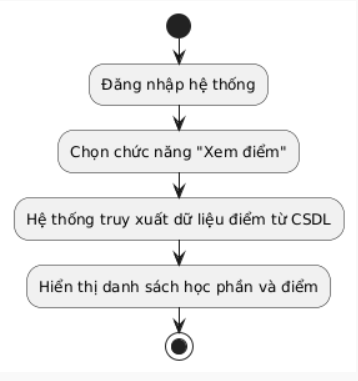 Đăng nhập hệ thống
Chọn chức năng "Xem điểm"
Hệ thống truy xuất dữ liệu điểm từ CSDL
Hiển thị danh sách học phần và điểm